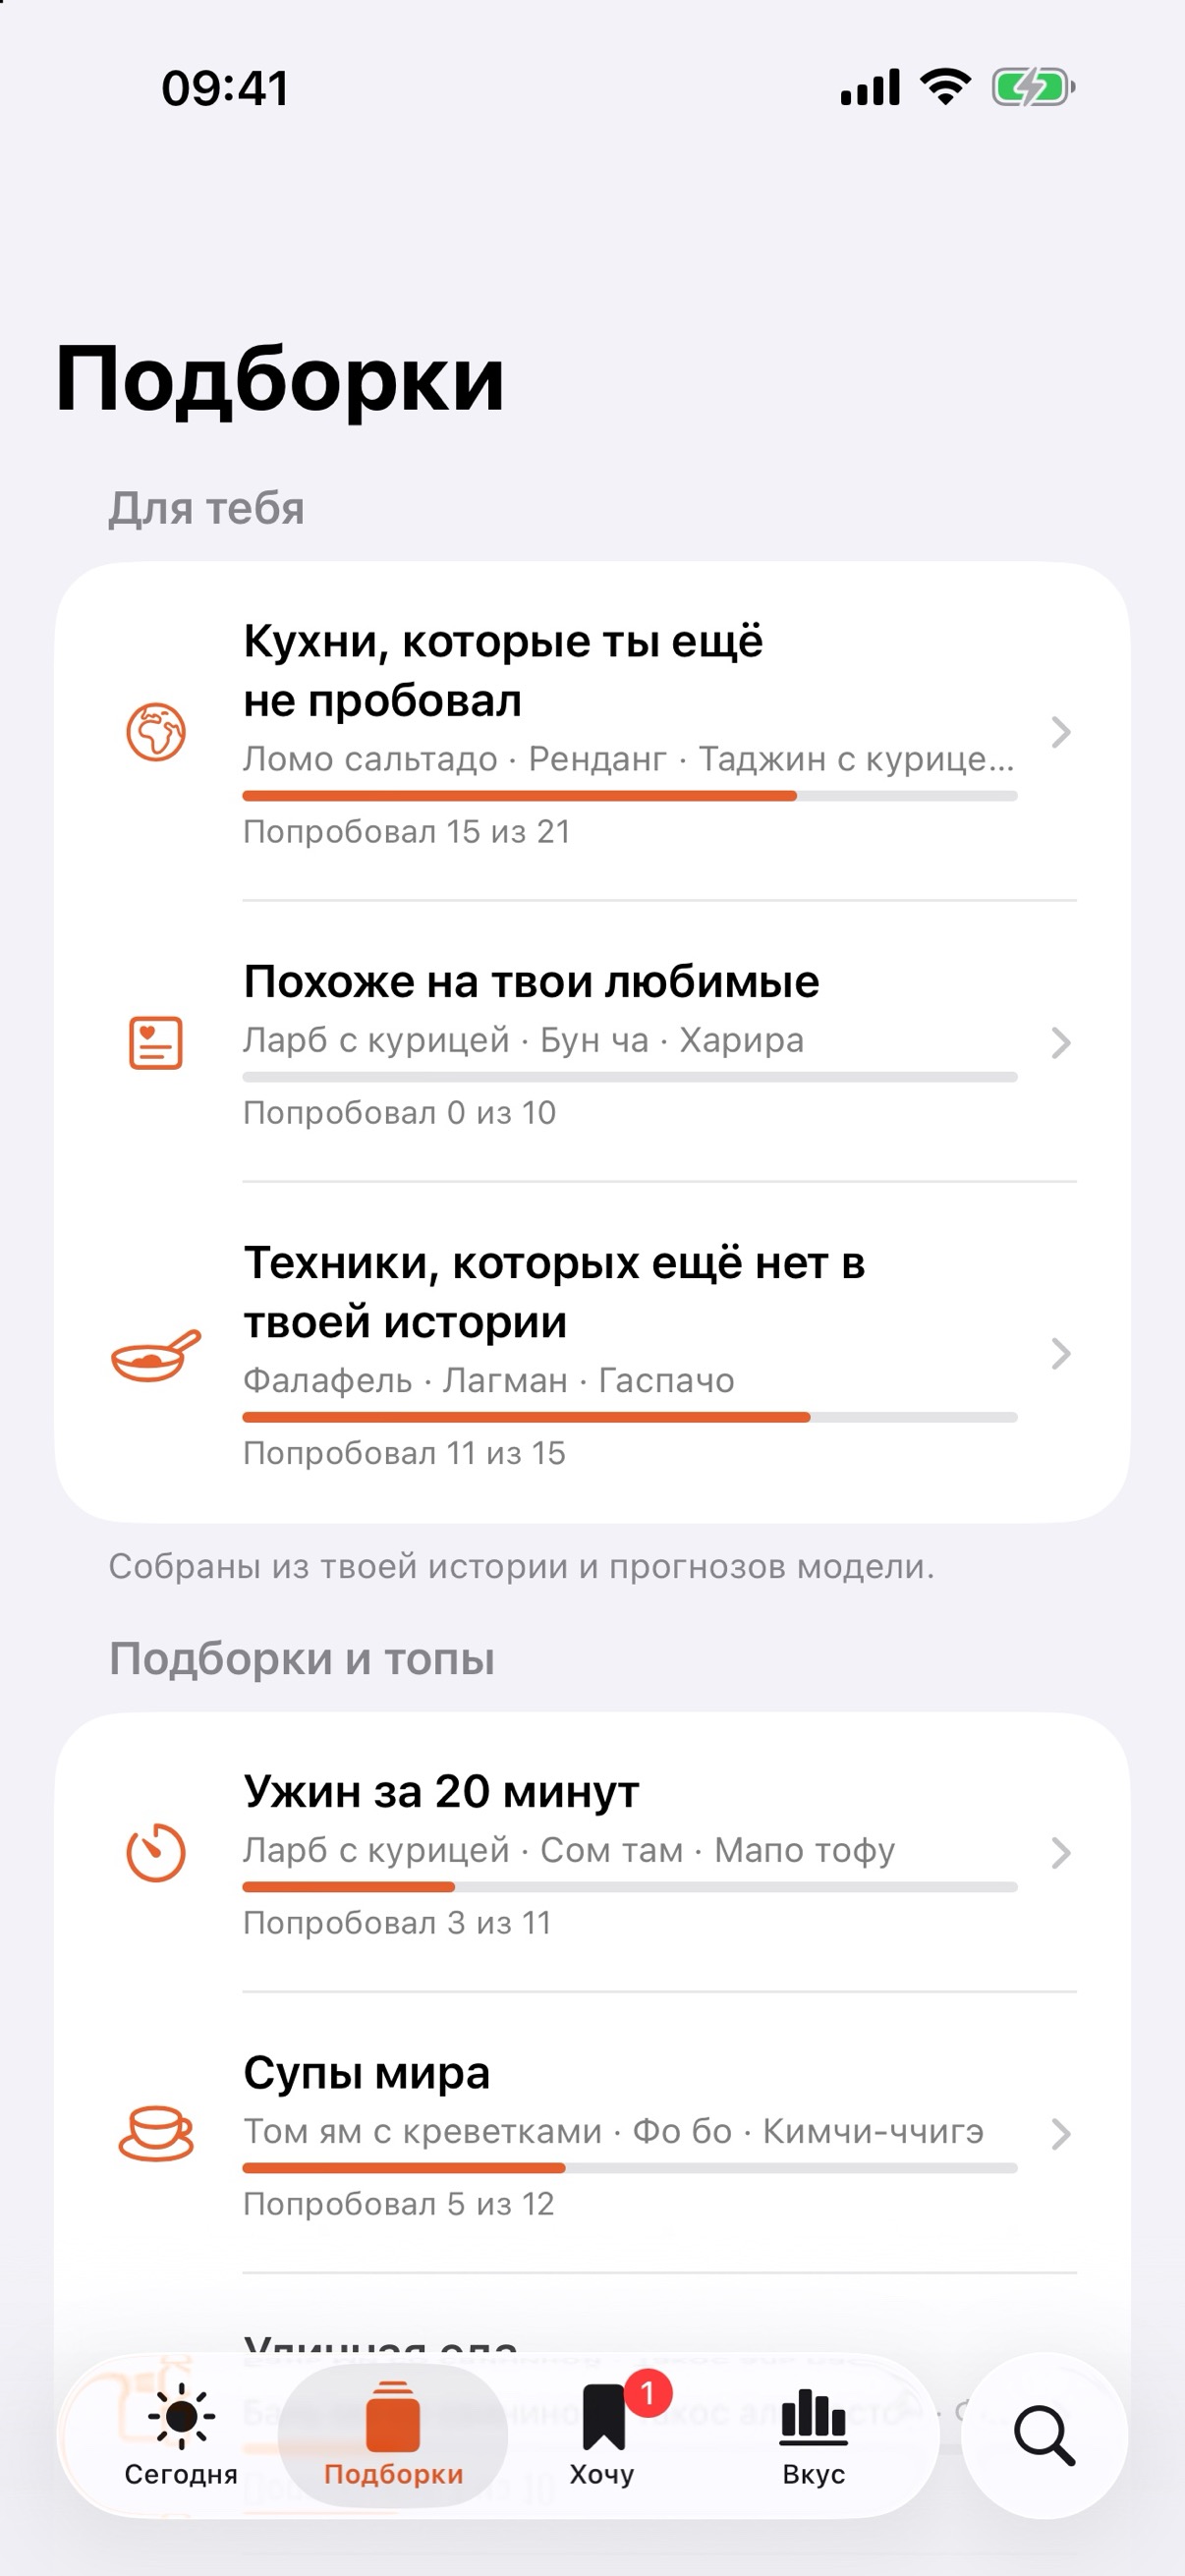 09:41
Подборки
Для тебя
Кухни, которые ты ещё
не пробовал
Ломо сальтадо · Ренданг · Таджин с курице...
Попробовал 15 из 21
Похоже на твои любимые
Ларб с курицей · Бун ча · Харира
Попробовал 0 из 10
Техники, которых ещё нет в
твоей истории
Фалафель · Лагман · Гаспачо
Попробовал 11 из 15
Собраны из твоей истории и прогнозов модели.
Подборки и топы
Ужин за 20 минут
Ларб с курицей · Сом там · Мапо тофу
Попробовал 3 из 11
Супы мира
Том ям с креветками · Фо бо · Кимчи-ччигэ
Попробовал 5 из 12
Уличная еда
1
Сегодня
Подборки
Хочу
Вкус